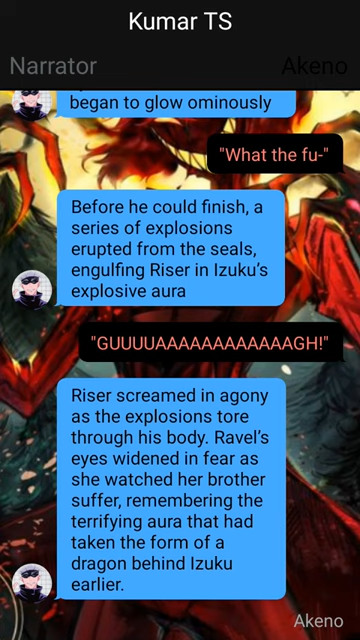 Kumar TS
Narrator
Akeno
began to glow ominously
"What the fu-"
Before he could finish, a
series of explosions
erupted from the seals,
engulfing Riser in Izuku's
explosive aura
"GUUUUAAAAAAAAAAAAGH!"
Riser screamed in agony
as the explosions tore
through his body. Ravel's
eyes widened in fear as
she watched her brother
suffer, remembering the
terrifying aura that had
taken the form of a
dragon behind Izuku
earlier.
Akeno